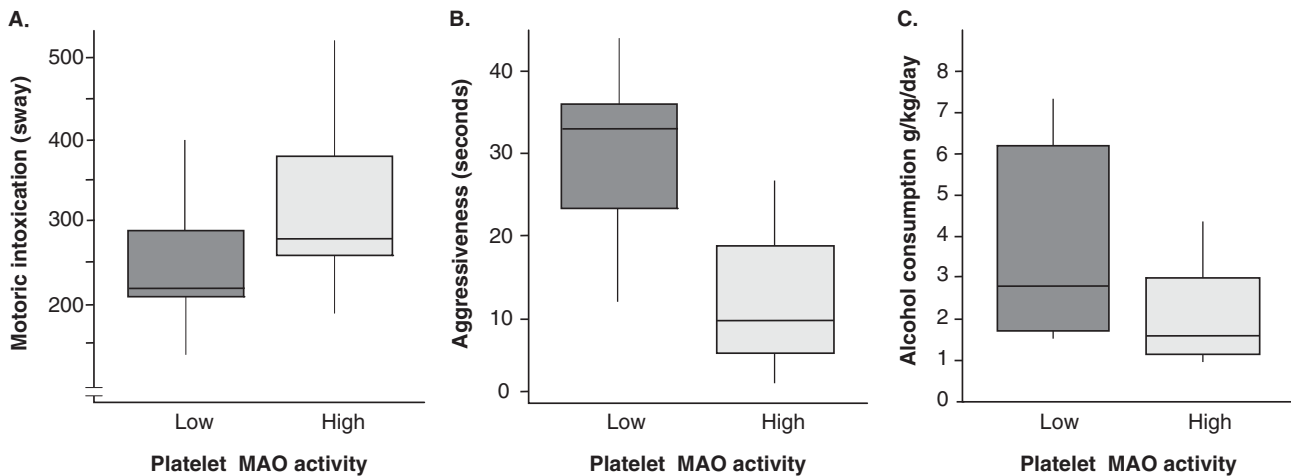 A.
Motoric intoxication (sway)
500
400
300
200
Low High
Platelet MAO activity
B.
Aggressiveness (seconds)
40
30
20
10
0
Low High
Platelet MAO activity
C.
Alcohol consumption g/kg/day
8
7
6
5
4
3
2
1
0
Low High
Platelet MAO activity